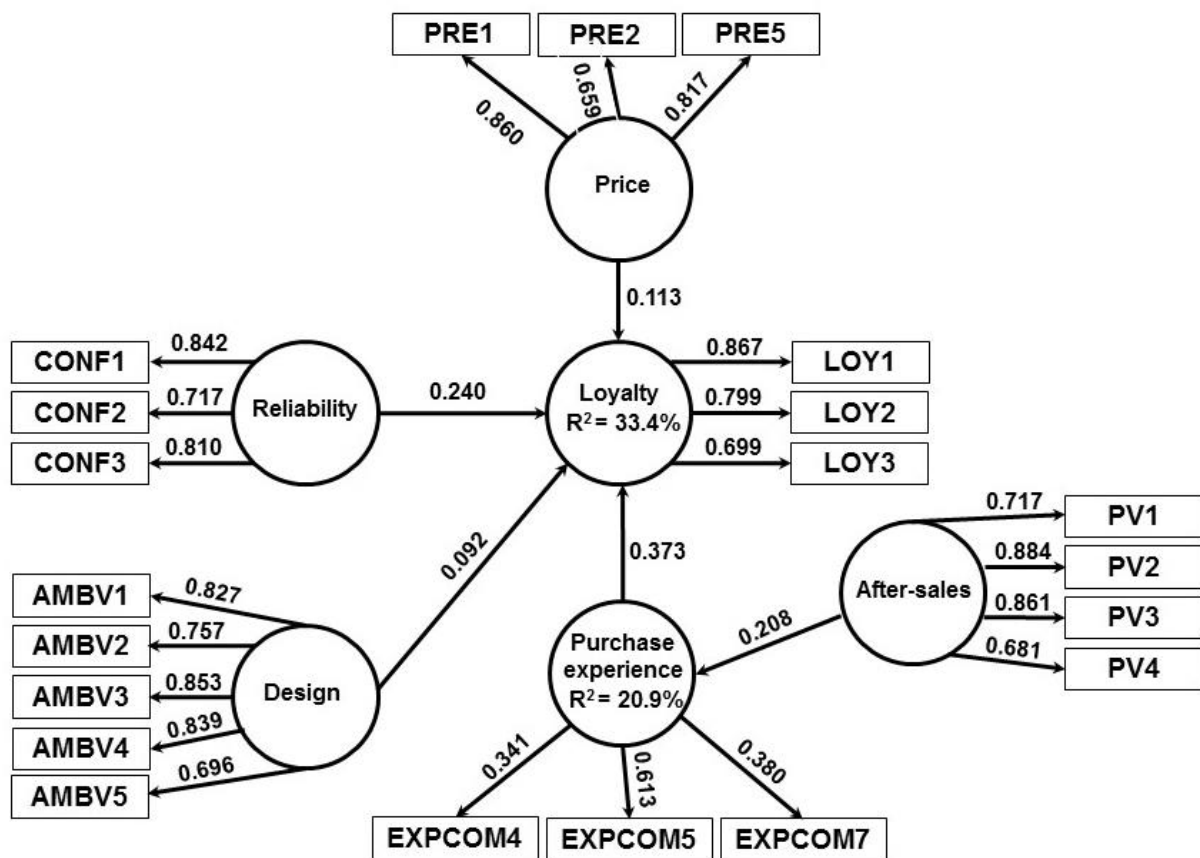 PRE1 PRE2 PRE5
0.860 0.659 0.817
Price
0.113
CONF1 0.842
CONF2 0.717
CONF3 0.810
Reliability
0.240
Loyalty
R² = 33.4%
0.867 LOY1
0.799 LOY2
0.699 LOY3
0.092
0.373
AMBV1 0.827
AMBV2 0.757
AMBV3 0.853
AMBV4 0.839
AMBV5 0.696
Design
Purchase
experience
R² = 20.9%
0.208
After-sales
0.717 PV1
0.884 PV2
0.861 PV3
0.681 PV4
0.341 0.613 0.380
EXPCOM4 EXPCOM5 EXPCOM7